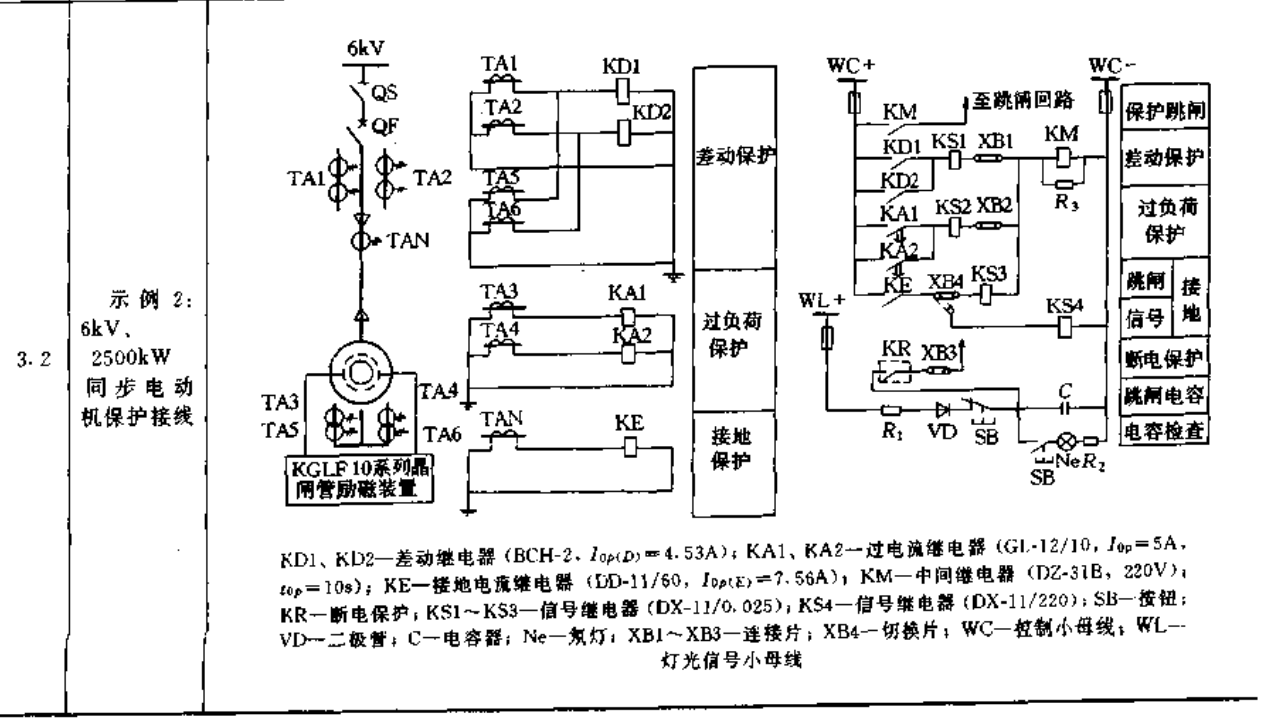 3.2
示例 2：
6kV、
2500kW
同步电动
机保护接线
6kV
QS
QF
TA1
TA2
TAN
TA3
TA4
TA5
TA6
KGLF 10系列晶
闸管励磁装置
TA1
KD1
TA2
KD2
TA5
TA6
差动保护
TA3
KA1
TA4
KA2
过负荷
保护
TAN
KE
接地
保护
WC+
WC-
至跳闸回路
KM
KD1
KS1
XB1
KM
KD2
R3
KA1
KS2
XB2
KA2
KE
XB4
KS3
WL+
KS4
KR
XB3
R1
VD
SB
C
SB
Ne
R2
保护跳闸
差动保护
过负荷
保护
跳闸
接地
信号
断电保护
跳闸电容
电容检查
KD1、KD2—差动继电器（BCH-2，Iop(D)=4.53A）；KA1、KA2—过电流继电器（GL-12/10，Iop=5A，
top=10s）；KE—接地电流继电器（DD-11/60，Iop(E)=7.56A）；KM—中间继电器（DZ-31B，220V）；
KR—断电保护；KS1～KS3—信号继电器（DX-11/0.025）；KS4—信号继电器（DX-11/220）；SB—按钮；
VD—二极管；C—电容器；Ne—氖灯；XB1～XB3—连接片；XB4—切换片；WC—控制小母线；WL—
灯光信号小母线